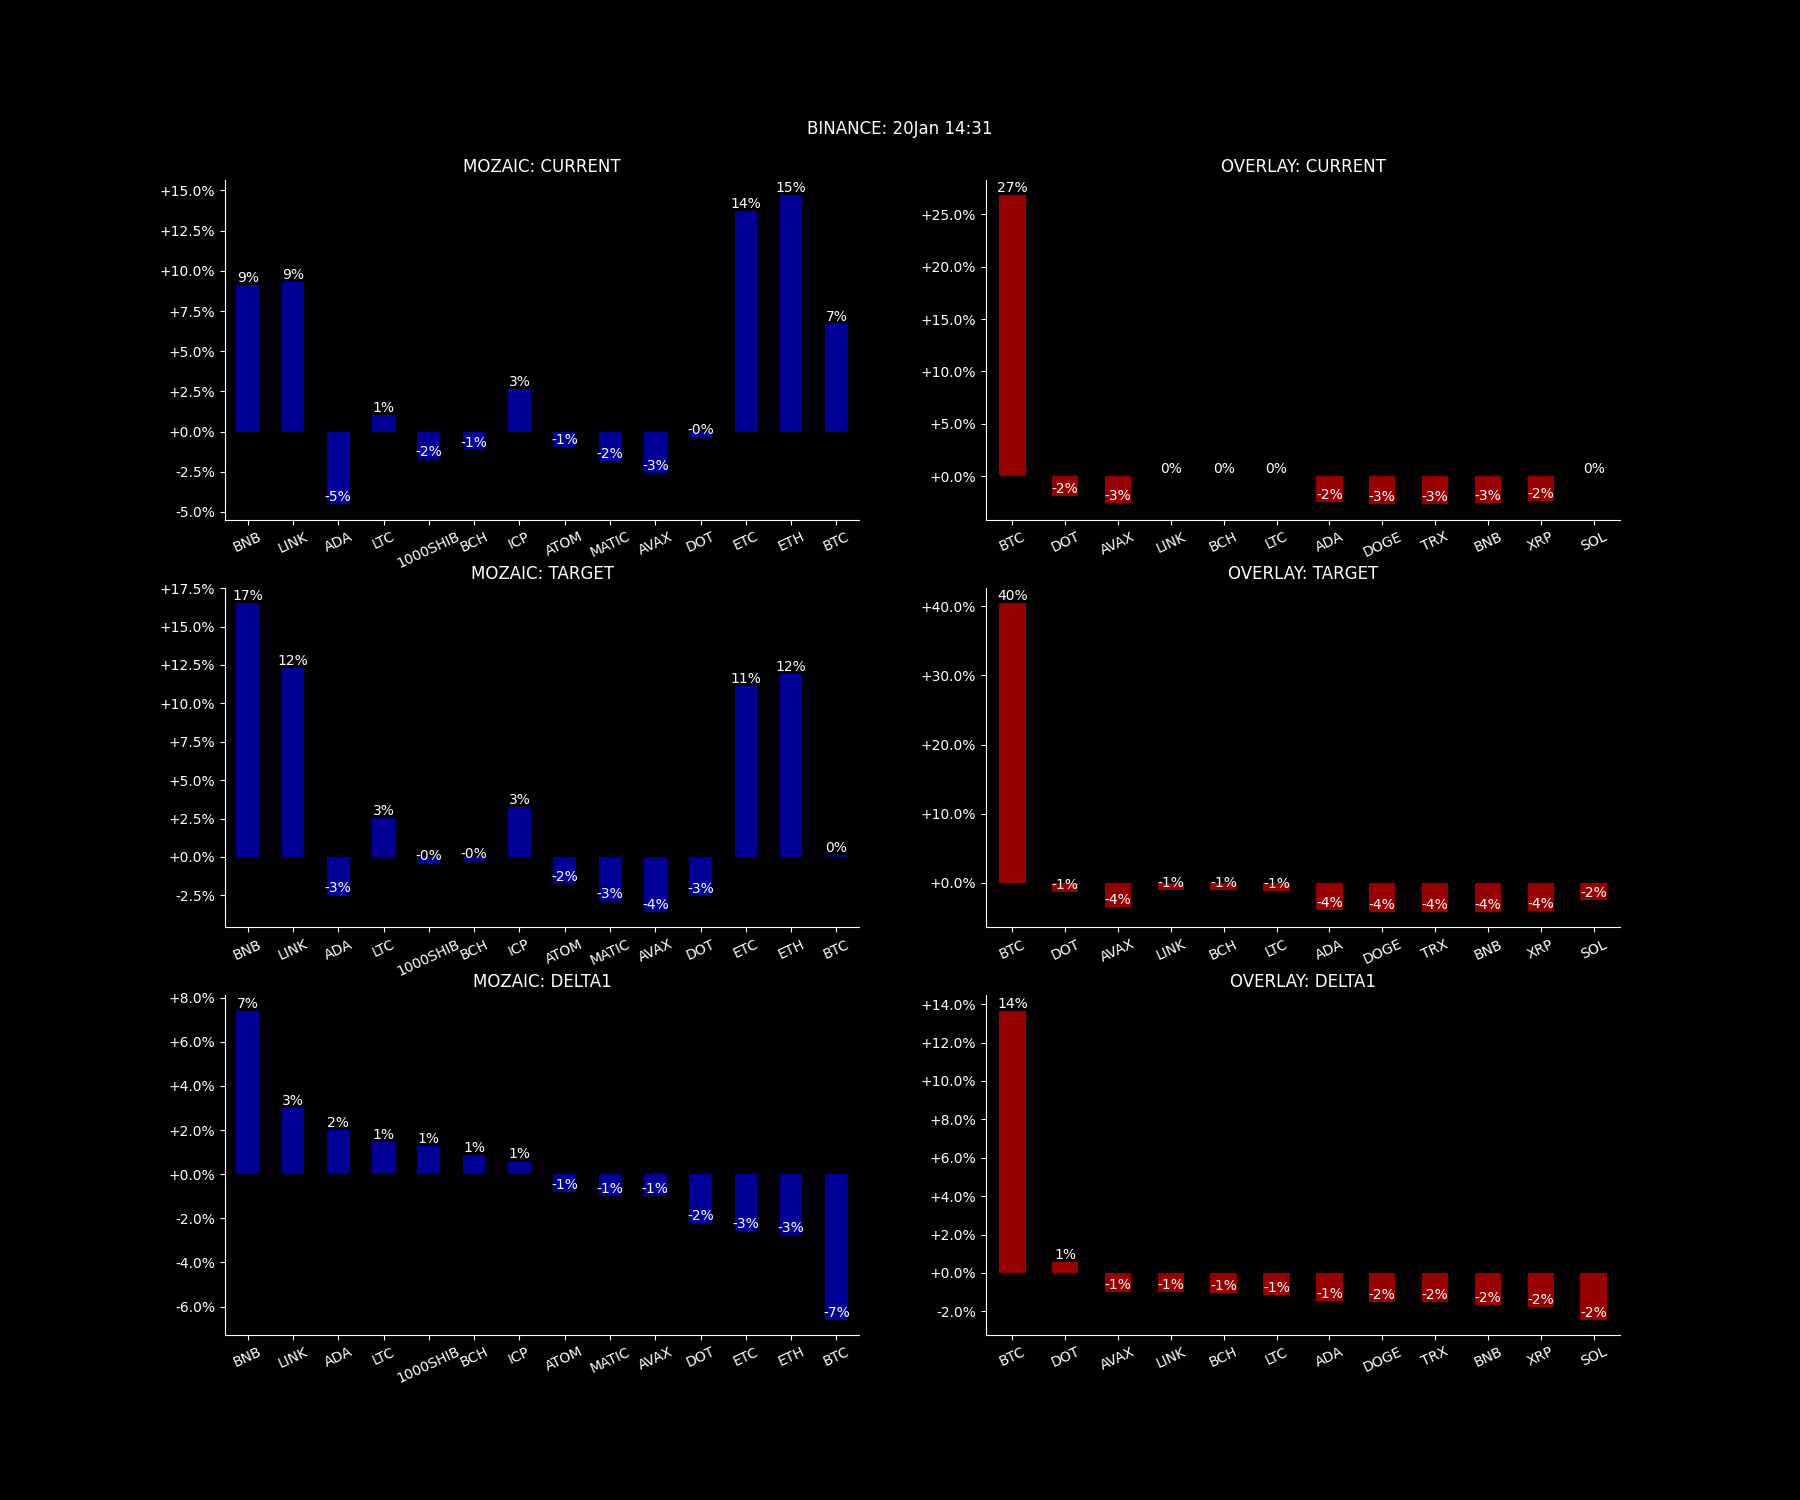 BINANCE: 20Jan 14:31
MOZAIC: CURRENT
+15.0%
+12.5%
+10.0%
+7.5%
+5.0%
+2.5%
+0.0%
-2.5%
-5.0%
9% 9% -5% 1% -2% -1% 3% -1% -2% -3% -0% 14% 15% 7%
BNB LINK ADA LTC 1000SHIB BCH ICP ATOM MATIC AVAX DOT ETC ETH BTC
OVERLAY: CURRENT
+25.0%
+20.0%
+15.0%
+10.0%
+5.0%
+0.0%
27% -2% -3% 0% 0% 0% -2% -3% -3% -3% -2% 0%
BTC DOT AVAX LINK BCH LTC ADA DOGE TRX BNB XRP SOL
MOZAIC: TARGET
+17.5%
+15.0%
+12.5%
+10.0%
+7.5%
+5.0%
+2.5%
+0.0%
-2.5%
17% 12% -3% 3% -0% -0% 3% -2% -3% -4% -3% 11% 12% 0%
BNB LINK ADA LTC 1000SHIB BCH ICP ATOM MATIC AVAX DOT ETC ETH BTC
OVERLAY: TARGET
+40.0%
+30.0%
+20.0%
+10.0%
+0.0%
40% -1% -4% -1% -1% -1% -4% -4% -4% -4% -4% -2%
BTC DOT AVAX LINK BCH LTC ADA DOGE TRX BNB XRP SOL
MOZAIC: DELTA1
+8.0%
+6.0%
+4.0%
+2.0%
+0.0%
-2.0%
-4.0%
-6.0%
7% 3% 2% 1% 1% 1% 1% -1% -1% -1% -2% -3% -3% -7%
BNB LINK ADA LTC 1000SHIB BCH ICP ATOM MATIC AVAX DOT ETC ETH BTC
OVERLAY: DELTA1
+14.0%
+12.0%
+10.0%
+8.0%
+6.0%
+4.0%
+2.0%
+0.0%
-2.0%
14% 1% -1% -1% -1% -1% -1% -2% -2% -2% -2% -2%
BTC DOT AVAX LINK BCH LTC ADA DOGE TRX BNB XRP SOL